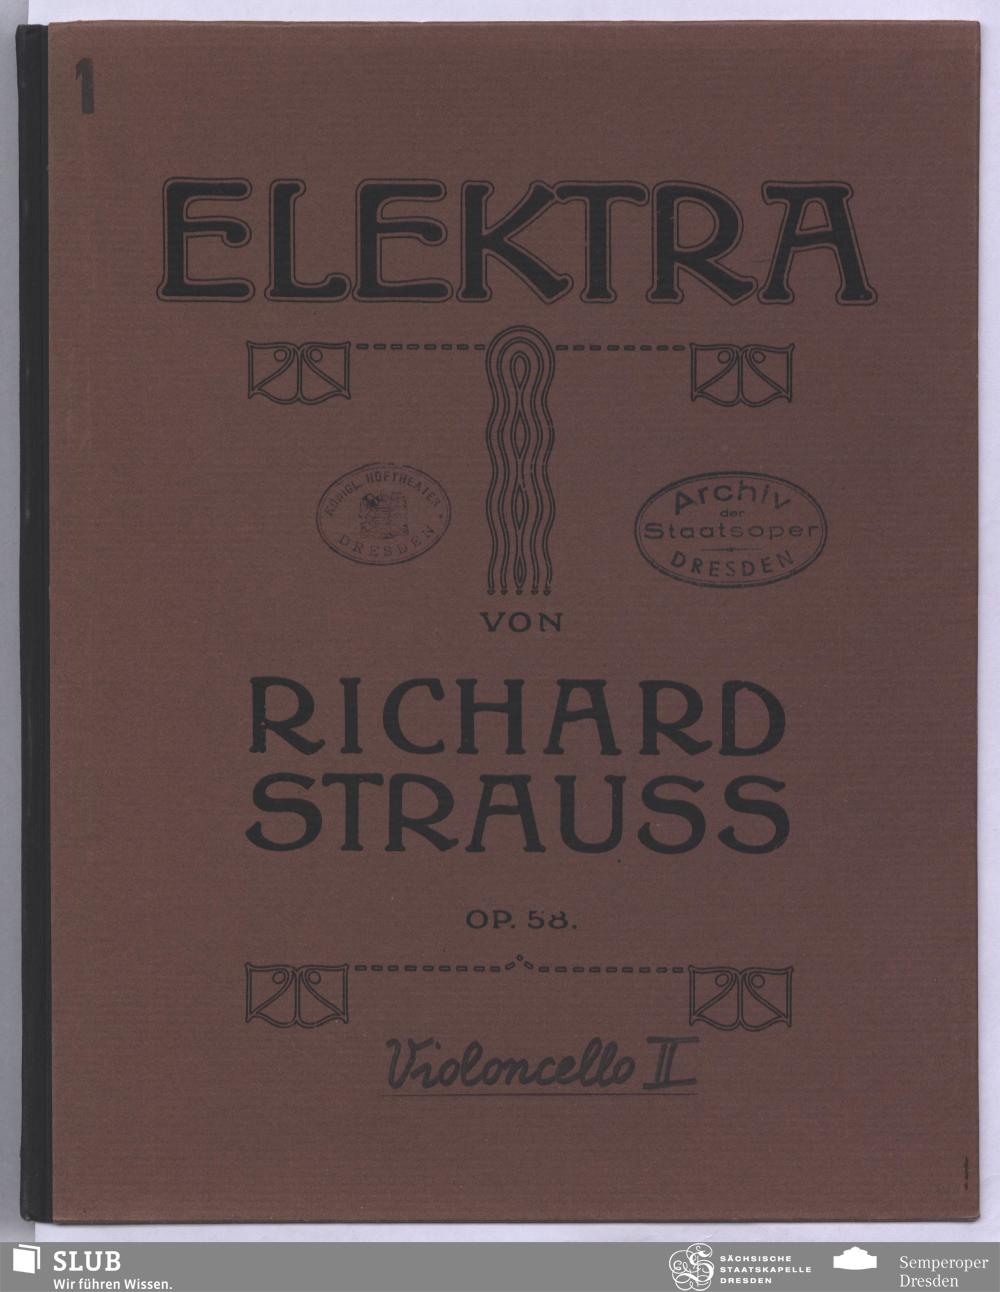 1
ELEKTRA
KÖNIGL. HOFTHEATER
DRESDEN
Archiv
der
Staatsoper
DRESDEN
VON
RICHARD
STRAUSS
OP. 58.
Violoncello II
SLUB
Wir führen Wissen.
SÄCHSISCHE
STAATSKAPELLE
DRESDEN
Semperoper
Dresden